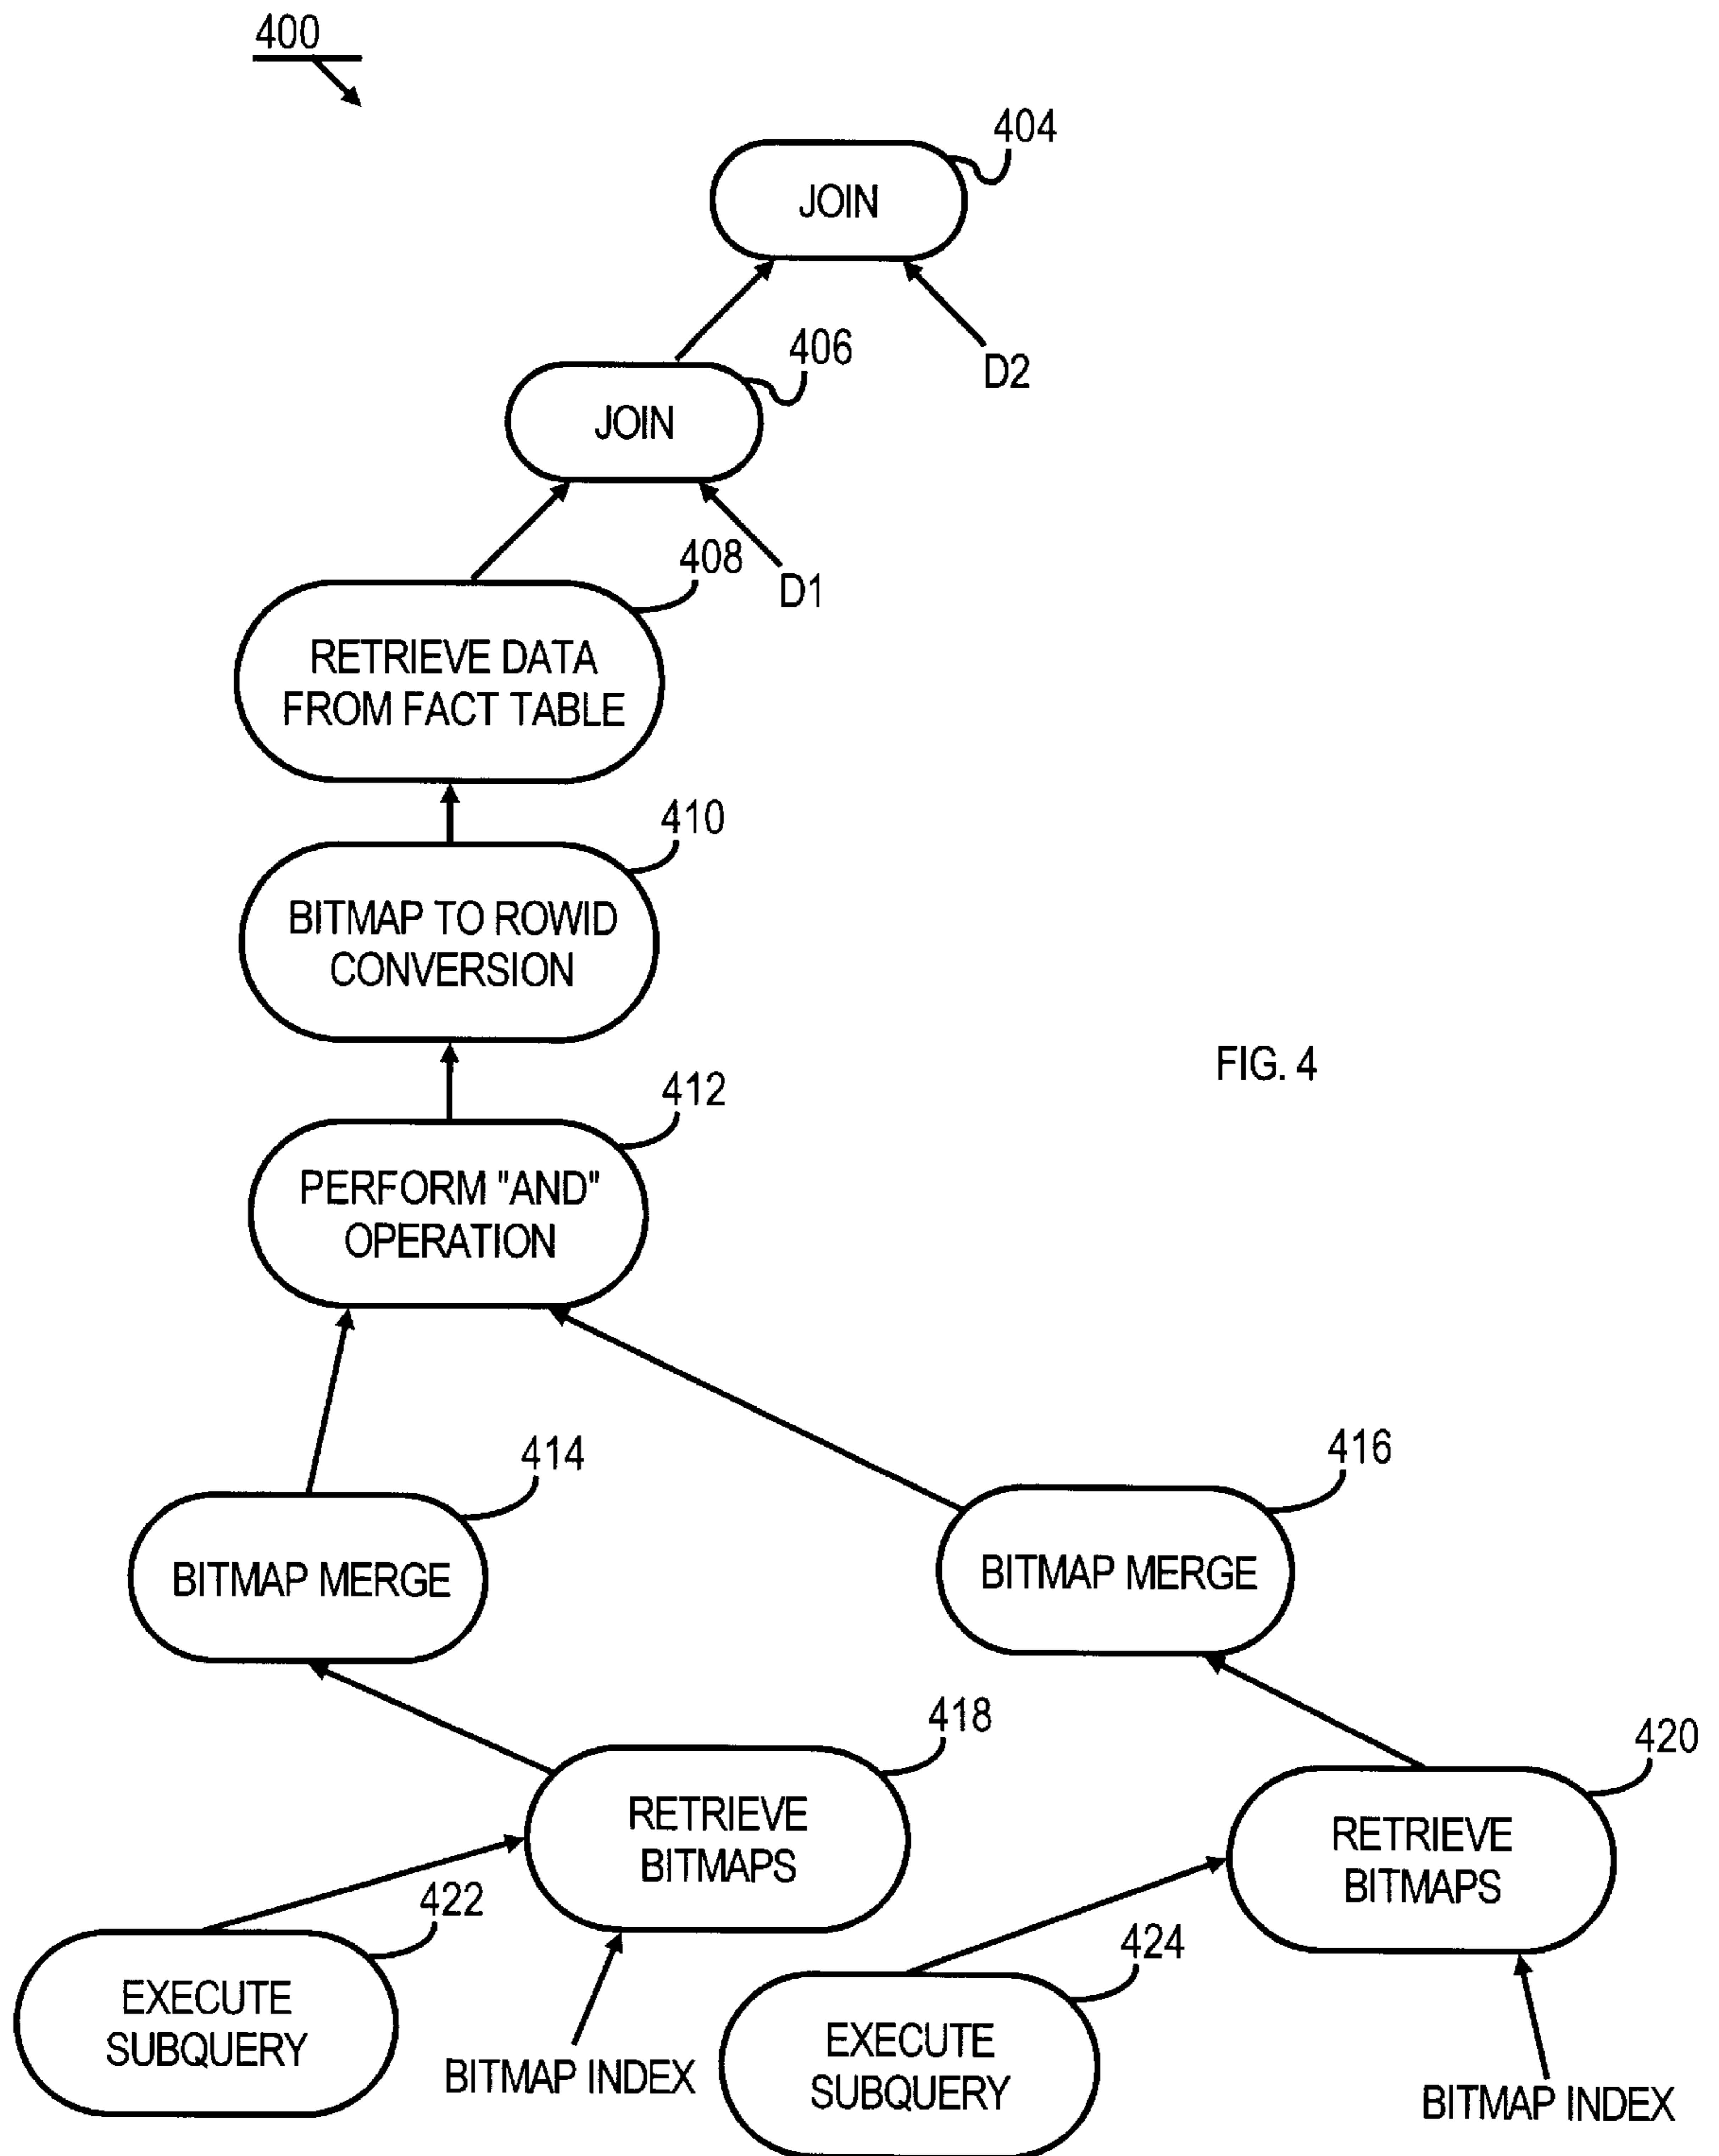 400
404
JOIN
406
D2
JOIN
408
D1
RETRIEVE DATA
FROM FACT TABLE
410
BITMAP TO ROWID
CONVERSION
FIG. 4
412
PERFORM "AND"
OPERATION
414
416
BITMAP MERGE
BITMAP MERGE
418
420
RETRIEVE
BITMAPS
RETRIEVE
BITMAPS
422
424
EXECUTE
SUBQUERY
BITMAP INDEX
EXECUTE
SUBQUERY
BITMAP INDEX